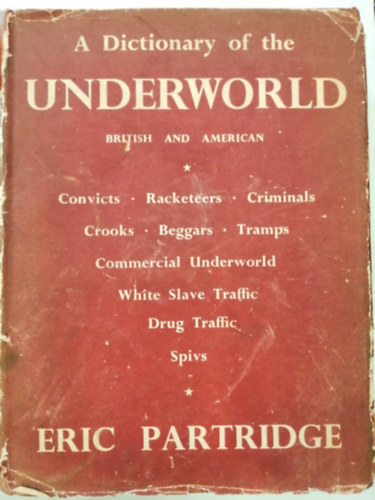 A Dictionary of the
UNDERWORLD
BRITISH AND AMERICAN
Convicts · Racketeers · Criminals
Crooks · Beggars · Tramps
Commercial Underworld
White Slave Traffic
Drug Traffic
Spivs
ERIC PARTRIDGE